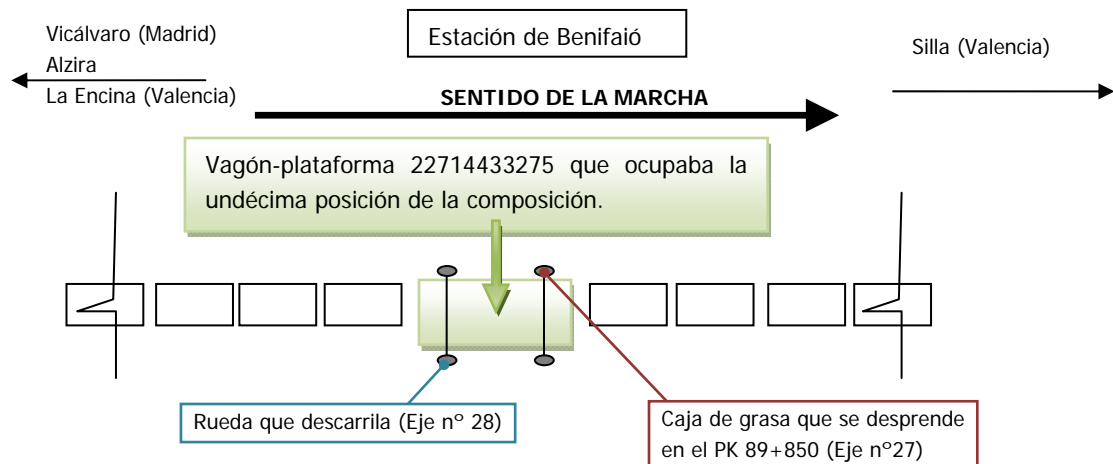 Vicálvaro (Madrid)
Alzira
La Encina (Valencia)
Estación de Benifaió
Silla (Valencia)
SENTIDO DE LA MARCHA
Vagón-plataforma 22714433275 que ocupaba la
undécima posición de la composición.
Rueda que descarrila (Eje nº 28)
Caja de grasa que se desprende
en el PK 89+850 (Eje nº27)